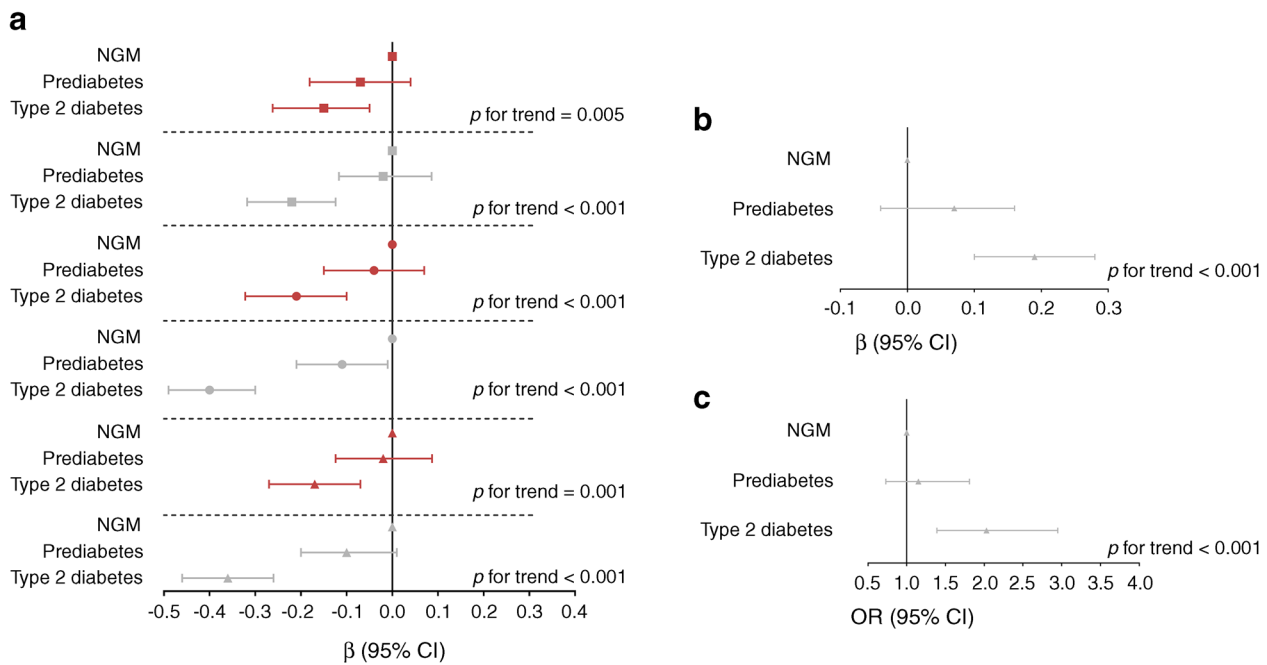 a
NGM
Prediabetes
Type 2 diabetes
p for trend = 0.005
NGM
Prediabetes
Type 2 diabetes
p for trend < 0.001
NGM
Prediabetes
Type 2 diabetes
p for trend < 0.001
NGM
Prediabetes
Type 2 diabetes
p for trend < 0.001
NGM
Prediabetes
Type 2 diabetes
p for trend = 0.001
NGM
Prediabetes
Type 2 diabetes
p for trend < 0.001
-0.5 -0.4 -0.3 -0.2 -0.1 0.0 0.1 0.2 0.3 0.4
β (95% CI)
b
NGM
Prediabetes
Type 2 diabetes
p for trend < 0.001
-0.1 0.0 0.1 0.2 0.3
β (95% CI)
c
NGM
Prediabetes
Type 2 diabetes
p for trend < 0.001
0.5 1.0 1.5 2.0 2.5 3.0 3.5 4.0
OR (95% CI)